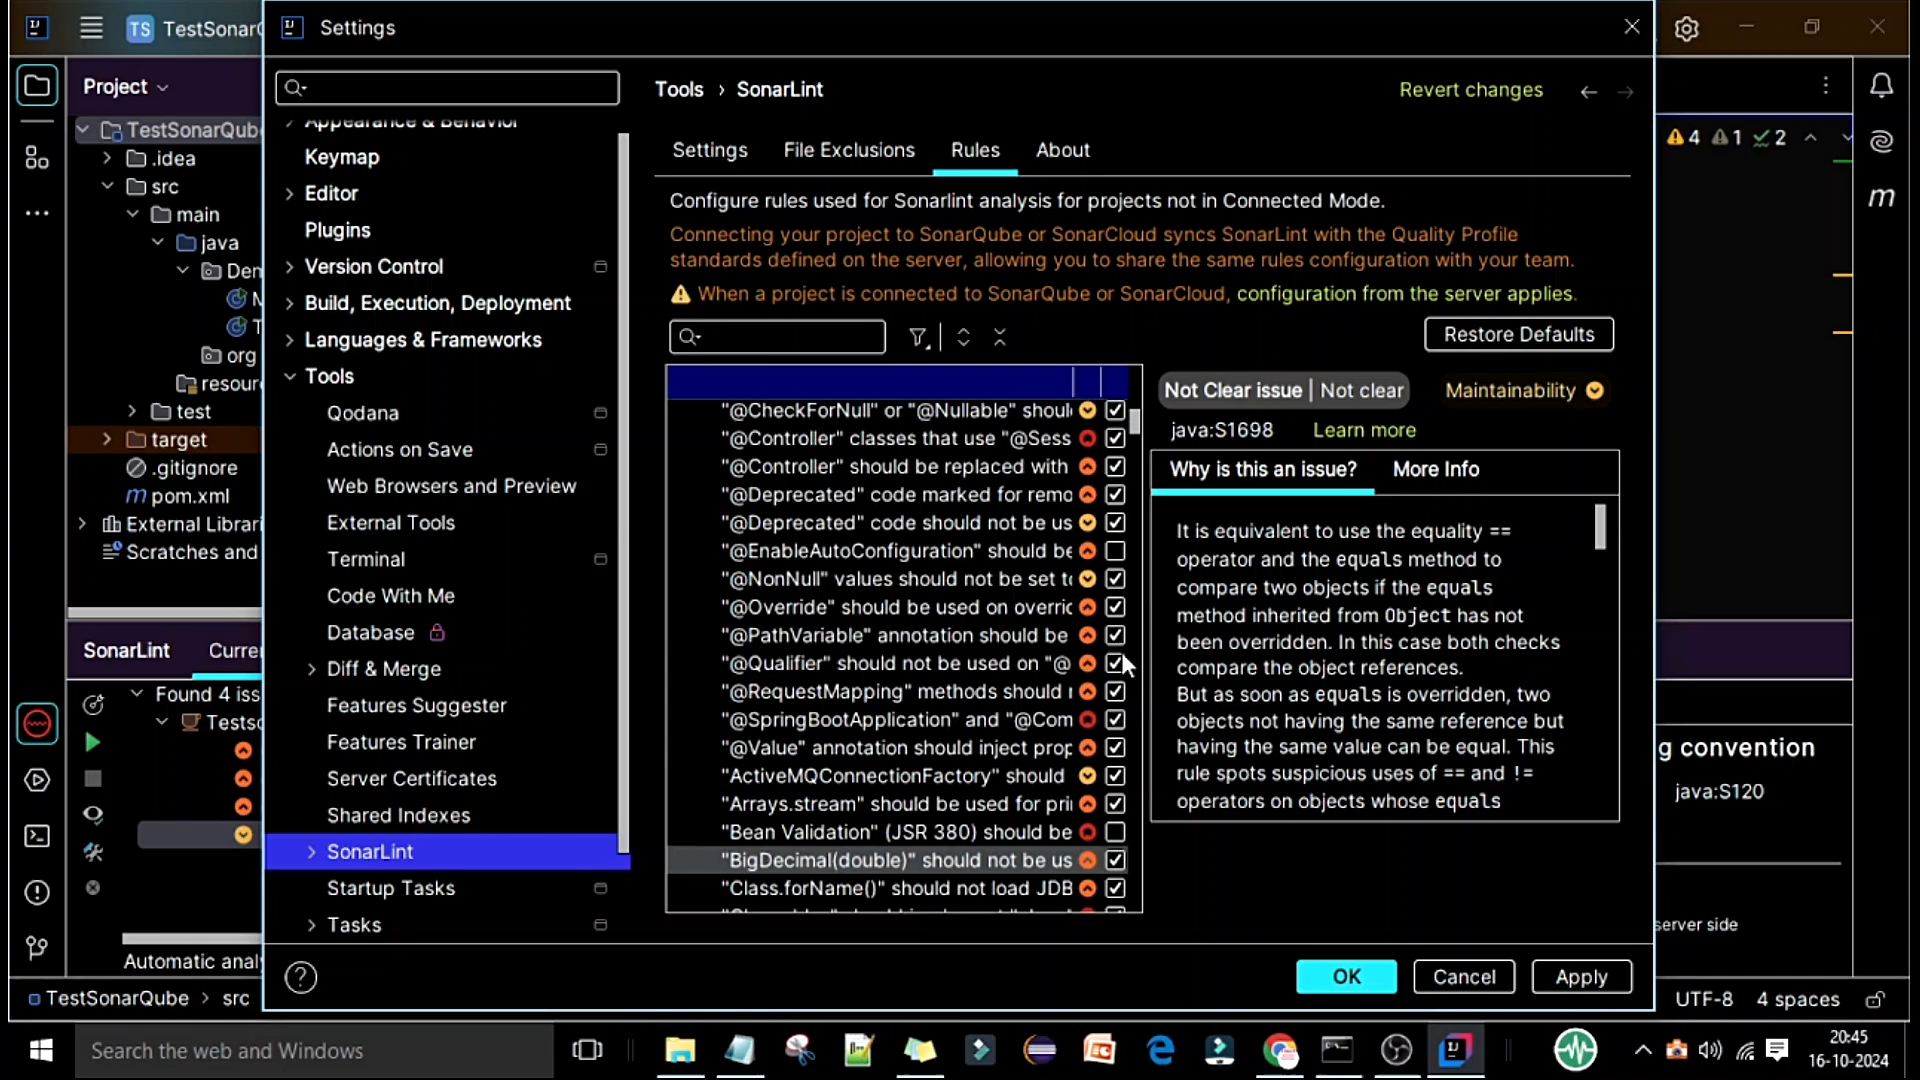 TS TestSonarQ
Settings
Project
TestSonarQube
.idea
src
main
java
Den
org
resour
test
target
.gitignore
pom.xml
External Librari
Scratches and
Appearance & Behavior
Keymap
Editor
Plugins
Version Control
Build, Execution, Deployment
Languages & Frameworks
Tools
Qodana
Actions on Save
Web Browsers and Preview
External Tools
Terminal
Code With Me
Database
Diff & Merge
Features Suggester
Features Trainer
Server Certificates
Shared Indexes
SonarLint
Startup Tasks
Tasks
Tools › SonarLint
Revert changes
Settings File Exclusions Rules About
Configure rules used for Sonarlint analysis for projects not in Connected Mode.
Connecting your project to SonarQube or SonarCloud syncs SonarLint with the Quality Profile
standards defined on the server, allowing you to share the same rules configuration with your team.
When a project is connected to SonarQube or SonarCloud, configuration from the server applies.
Restore Defaults
"@CheckForNull" or "@Nullable" shoul
"@Controller" classes that use "@Sess
"@Controller" should be replaced with
"@Deprecated" code marked for remo
"@Deprecated" code should not be us
"@EnableAutoConfiguration" should be
"@NonNull" values should not be set to
"@Override" should be used on overric
"@PathVariable" annotation should be
"@Qualifier" should not be used on "@
"@RequestMapping" methods should r
"@SpringBootApplication" and "@Com
"@Value" annotation should inject prop
"ActiveMQConnectionFactory" should
"Arrays.stream" should be used for pri
"Bean Validation" (JSR 380) should be
"BigDecimal(double)" should not be us
"Class.forName()" should not load JDB
Not Clear issue | Not clear
Maintainability
java:S1698 Learn more
Why is this an issue? More Info
It is equivalent to use the equality ==
operator and the equals method to
compare two objects if the equals
method inherited from Object has not
been overridden. In this case both checks
compare the object references.
But as soon as equals is overridden, two
objects not having the same reference but
having the same value can be equal. This
rule spots suspicious uses of == and !=
operators on objects whose equals
OK Cancel Apply
4 1 2
m
SonarLint Curre
Found 4 iss
Testsc
Automatic analy
g convention
java:S120
server side
TestSonarQube › src
UTF-8 4 spaces
Search the web and Windows
20:45
16-10-2024